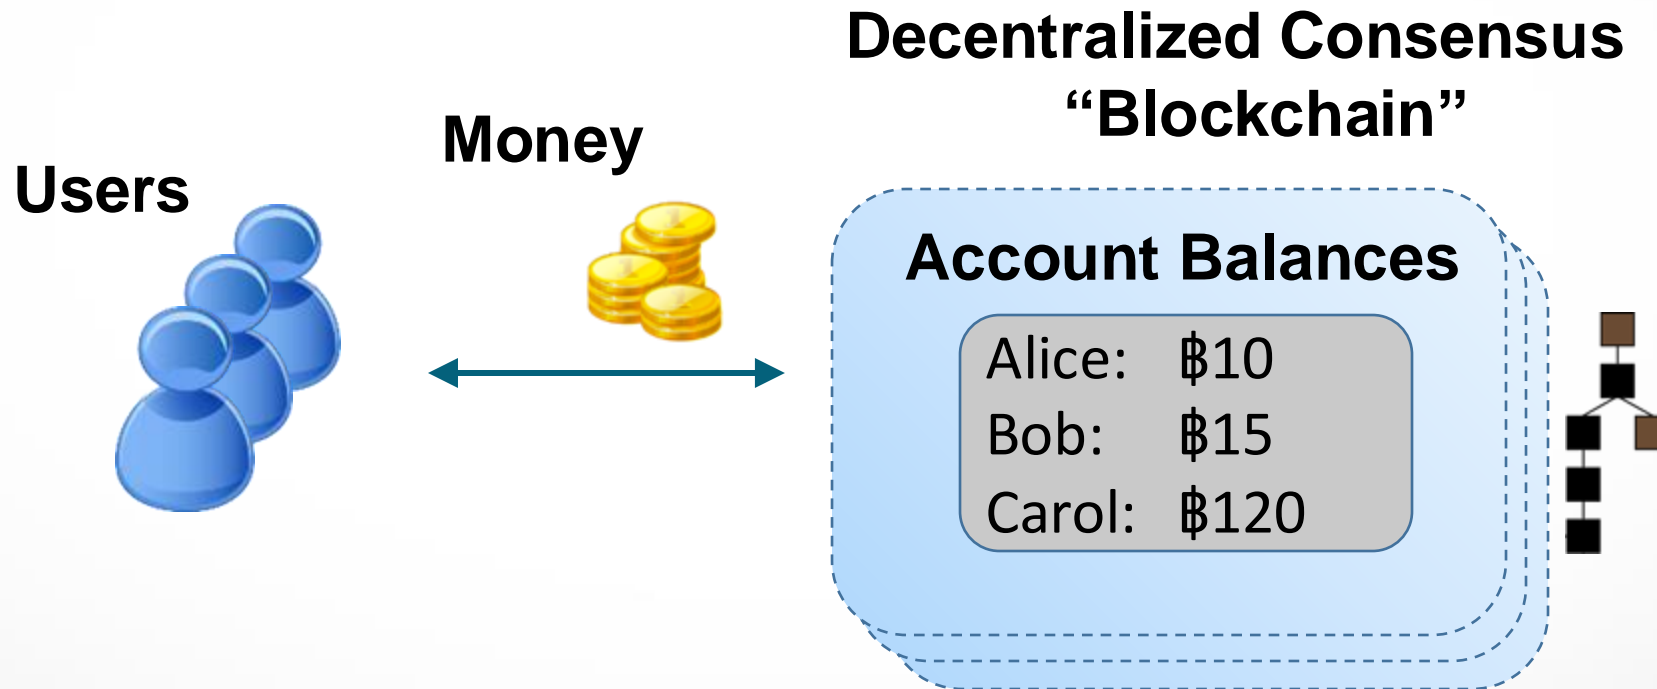 Decentralized Consensus
“Blockchain”
Money
Users
Account Balances
Alice: ฿10
Bob: ฿15
Carol: ฿120